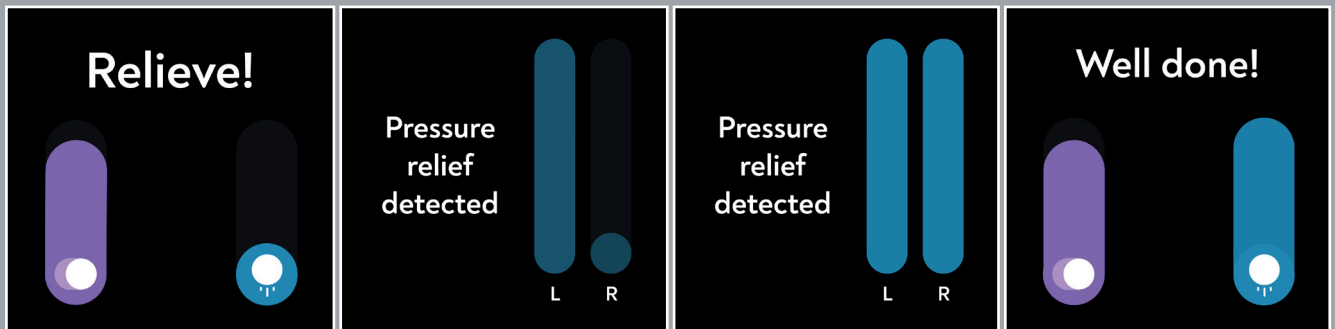 Relieve!
Pressure
relief
detected
L R
Pressure
relief
detected
L R
Well done!